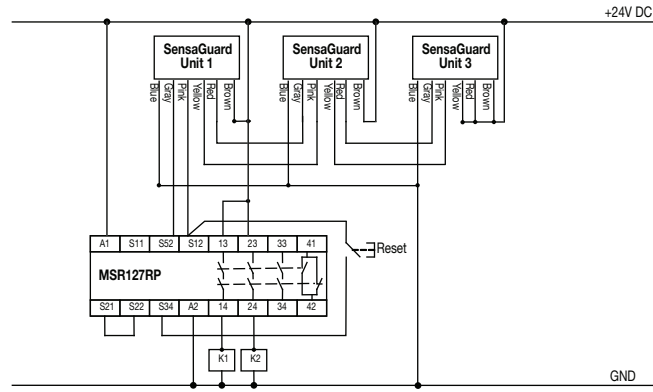 +24V DC
SensaGuard
Unit 1
SensaGuard
Unit 2
SensaGuard
Unit 3
Blue
Gray
Pink
Yellow
Red
Brown
Blue
Gray
Pink
Yellow
Red
Brown
Blue
Gray
Pink
Yellow
Red
Brown
A1 S11 S52 S12 13 23 33 41
Reset
MSR127RP
S21 S22 S34 A2 14 24 34 42
K1 K2
GND